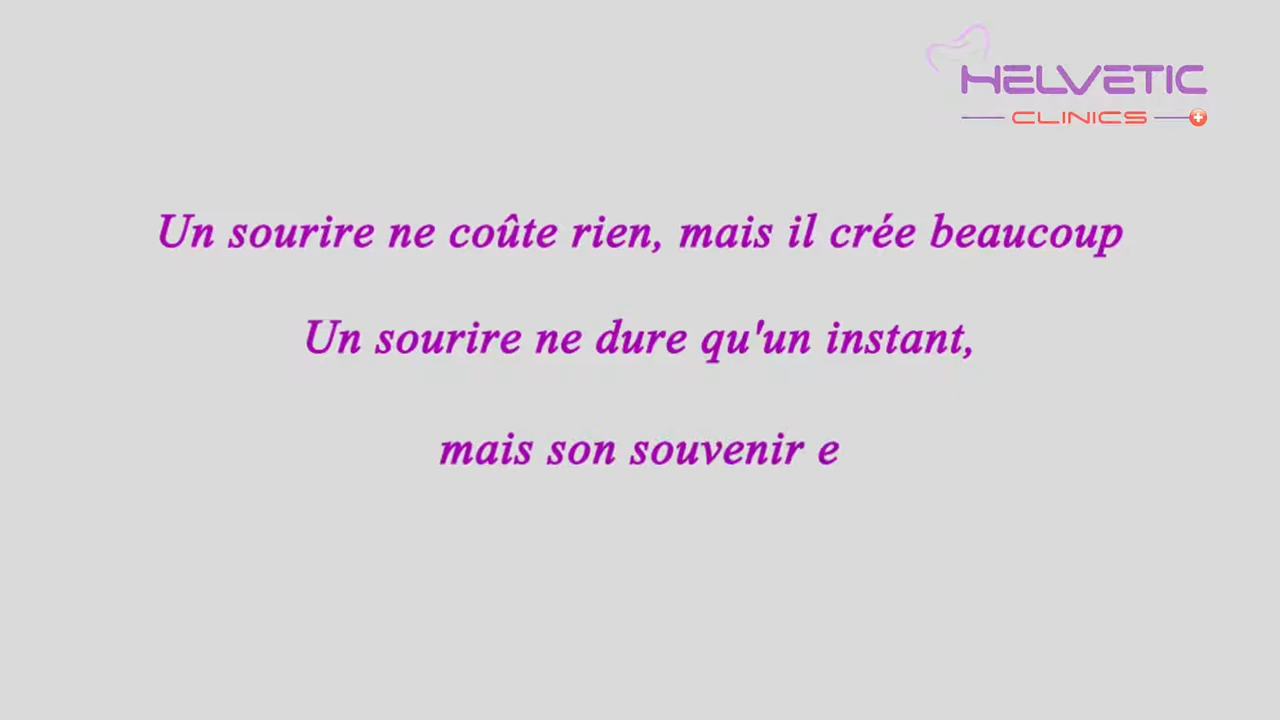 HELVETIC
CLINICS
Un sourire ne coûte rien, mais il crée beaucoup
Un sourire ne dure qu'un instant,
mais son souvenir e